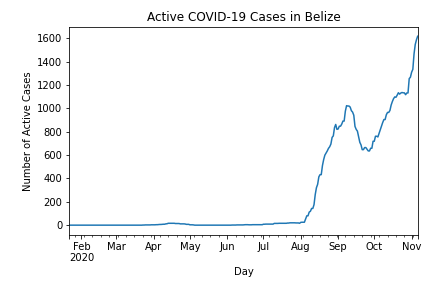 Active COVID-19 Cases in Belize
Number of Active Cases
1600
1400
1200
1000
800
600
400
200
0
Feb Mar Apr May Jun Jul Aug Sep Oct Nov
2020
Day